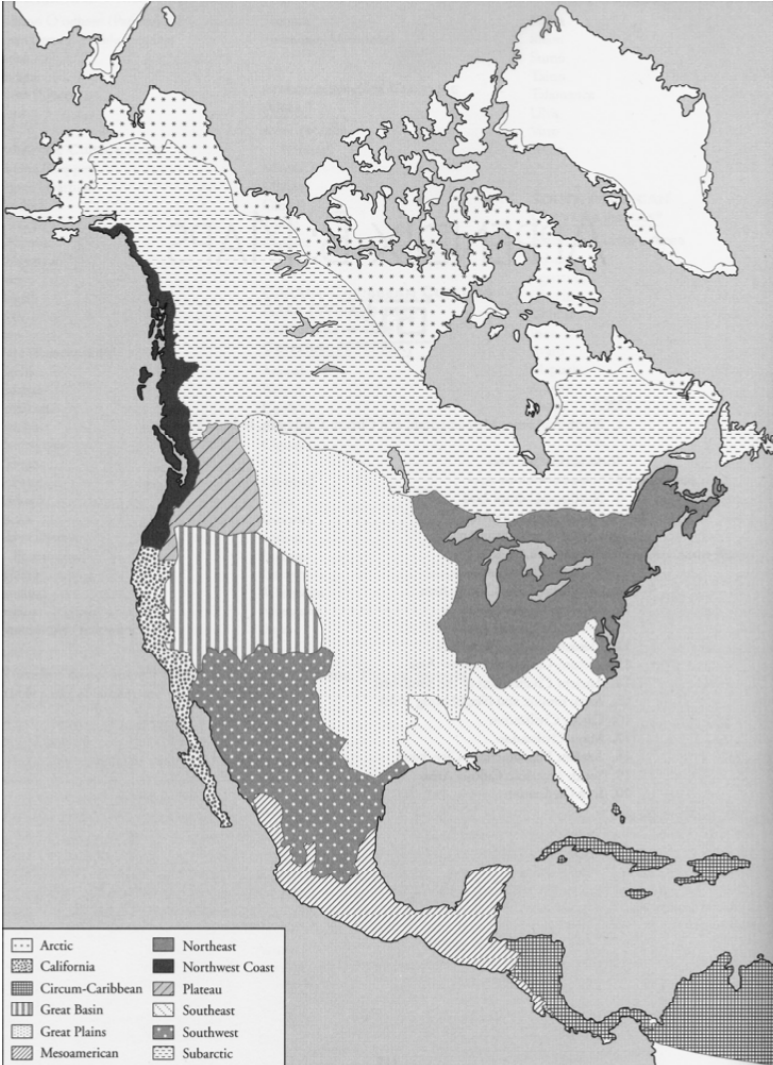 Arctic
California
Circum-Caribbean
Great Basin
Great Plains
Mesoamerican
Northeast
Northwest Coast
Plateau
Southeast
Southwest
Subarctic